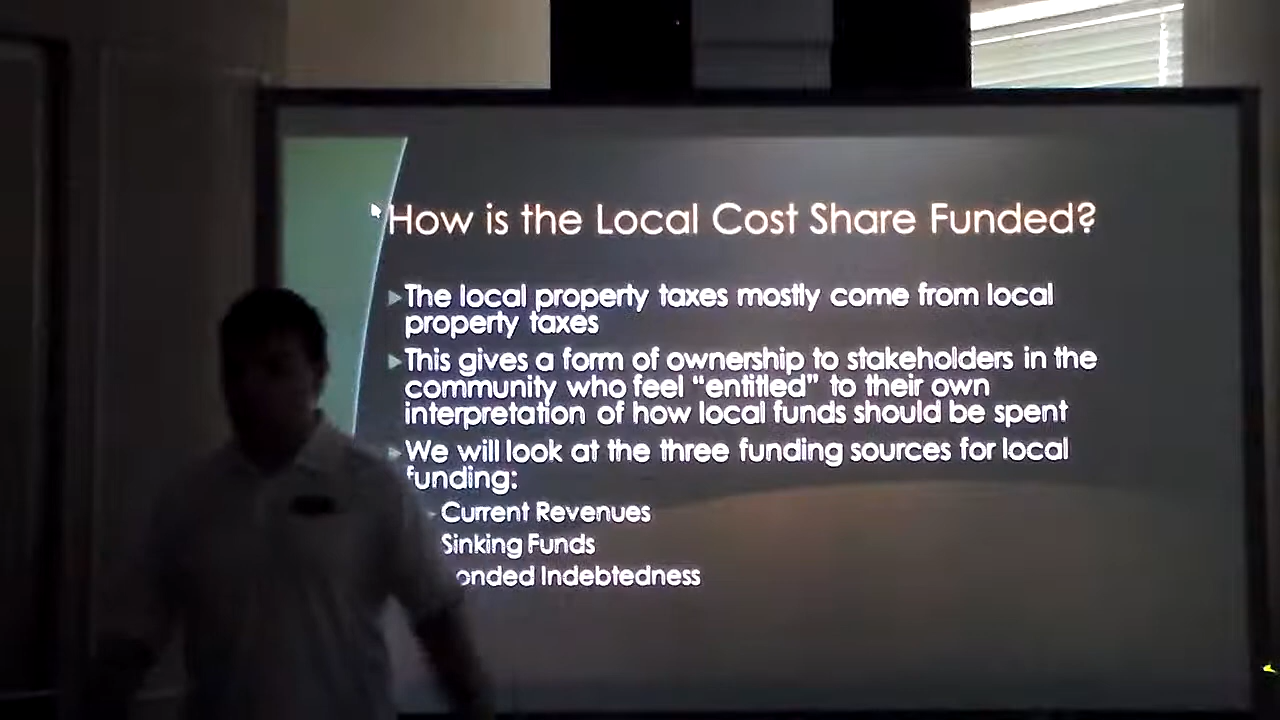 How is the Local Cost Share Funded?
The local property taxes mostly come from local
property taxes
This gives a form of ownership to stakeholders in the
community who feel “entitled” to their own
interpretation of how local funds should be spent
We will look at the three funding sources for local
funding:
Current Revenues
Sinking Funds
onded Indebtedness